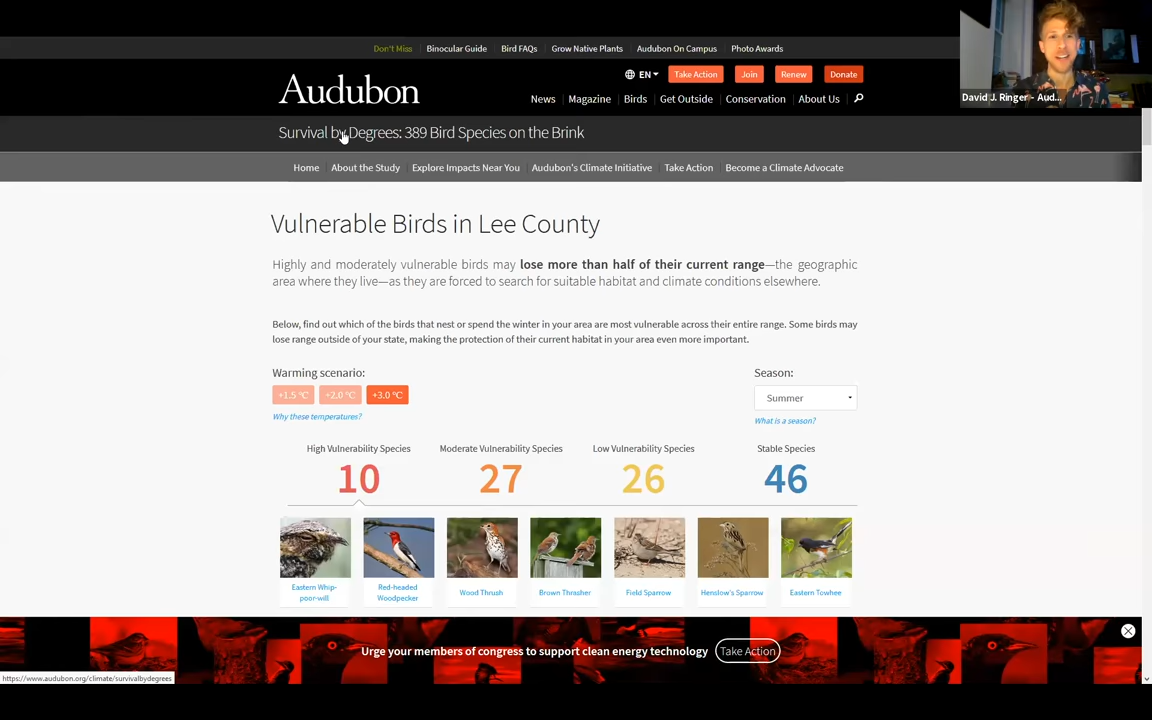 Don't Miss Binocular Guide Bird FAQs Grow Native Plants Audubon On Campus Photo Awards
Audubon
EN Take Action Join Renew Donate
News Magazine Birds Get Outside Conservation About Us
David J. Ringer - Aud...
Survival by Degrees: 389 Bird Species on the Brink
Home About the Study Explore Impacts Near You Audubon's Climate Initiative Take Action Become a Climate Advocate
Vulnerable Birds in Lee County
Highly and moderately vulnerable birds may lose more than half of their current range—the geographic
area where they live—as they are forced to search for suitable habitat and climate conditions elsewhere.
Below, find out which of the birds that nest or spend the winter in your area are most vulnerable across their entire range. Some birds may
lose range outside of your state, making the protection of their current habitat in your area even more important.
Warming scenario: Season:
+1.5 °C +2.0 °C +3.0 °C Summer
Why these temperatures? What is a season?
High Vulnerability Species Moderate Vulnerability Species Low Vulnerability Species Stable Species
10 27 26 46
Eastern Whip-
poor-will
Red-headed
Woodpecker
Wood Thrush Brown Thrasher Field Sparrow Henslow's Sparrow Eastern Towhee
Urge your members of congress to support clean energy technology Take Action
https://www.audubon.org/climate/survivalbydegrees